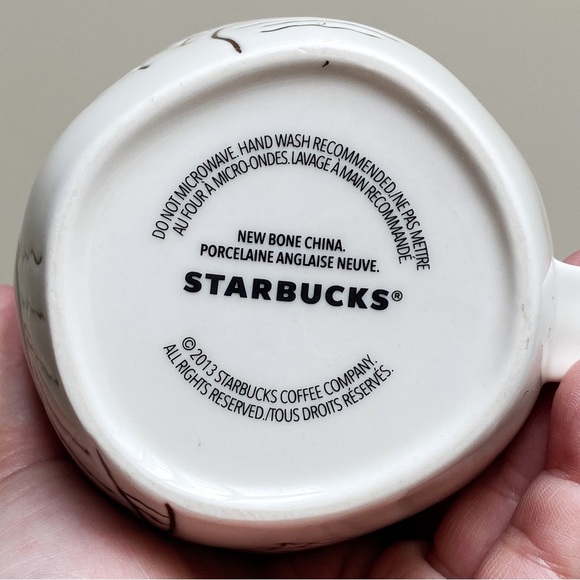 DO NOT MICROWAVE. HAND WASH RECOMMENDED./NE PAS METTRE
AU FOUR À MICRO-ONDES. LAVAGE À MAIN RECOMMANDÉ.
NEW BONE CHINA.
PORCELAINE ANGLAISE NEUVE.
STARBUCKS®
© 2013 STARBUCKS COFFEE COMPANY.
ALL RIGHTS RESERVED./TOUS DROITS RÉSERVÉS.